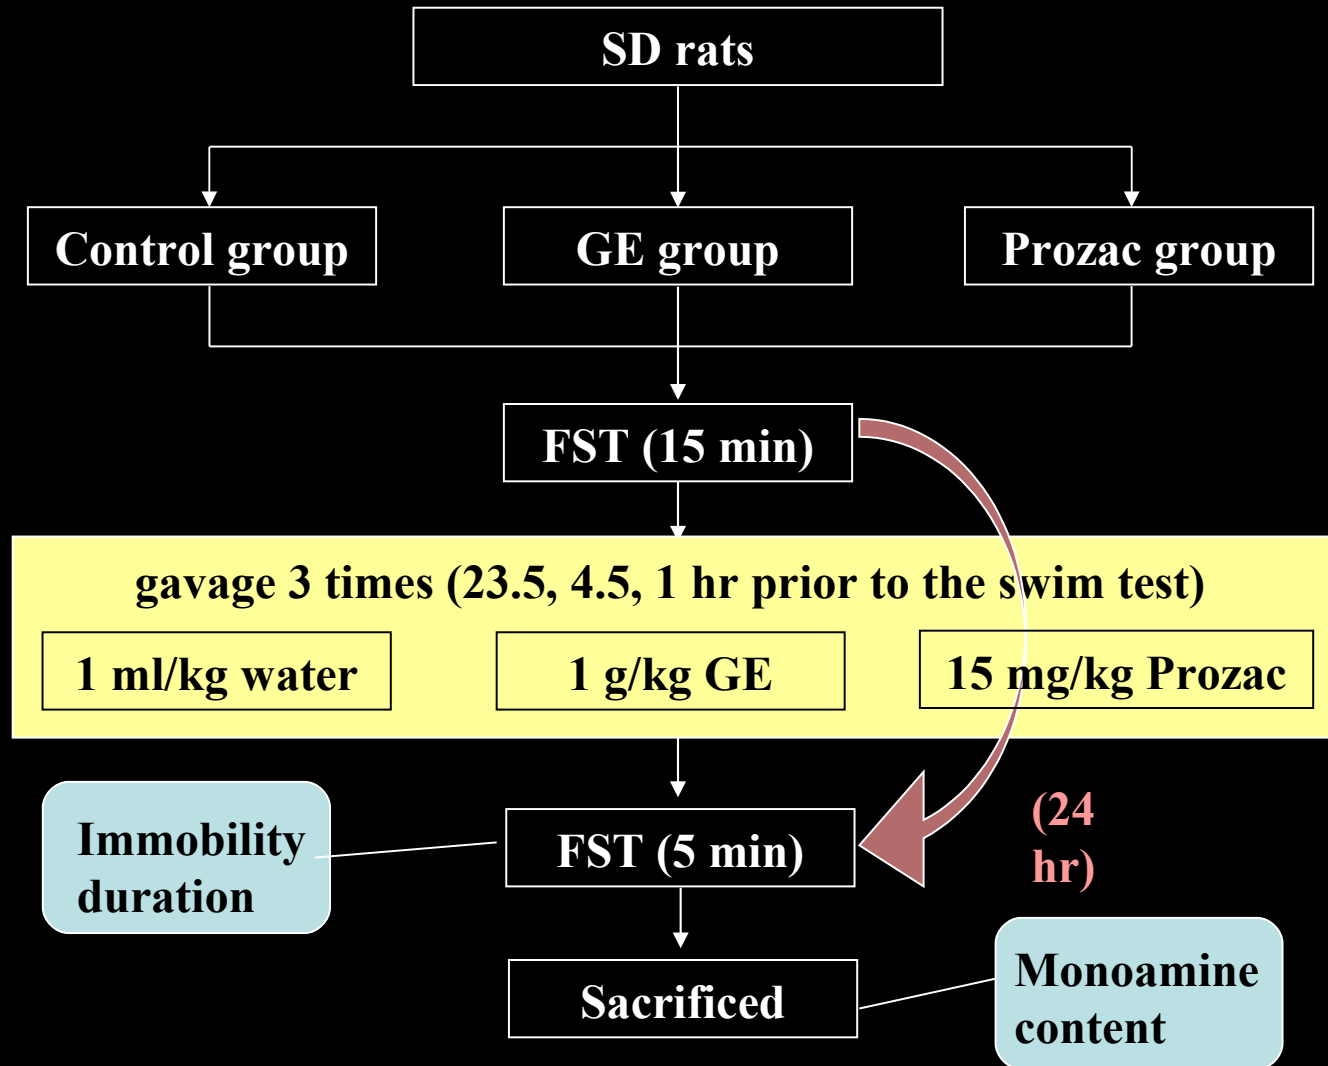 SD rats
Control group
GE group
Prozac group
FST (15 min)
gavage 3 times (23.5, 4.5, 1 hr prior to the swim test)
1 ml/kg water
1 g/kg GE
15 mg/kg Prozac
Immobility
duration
FST (5 min)
(24
hr)
Sacrificed
Monoamine
content